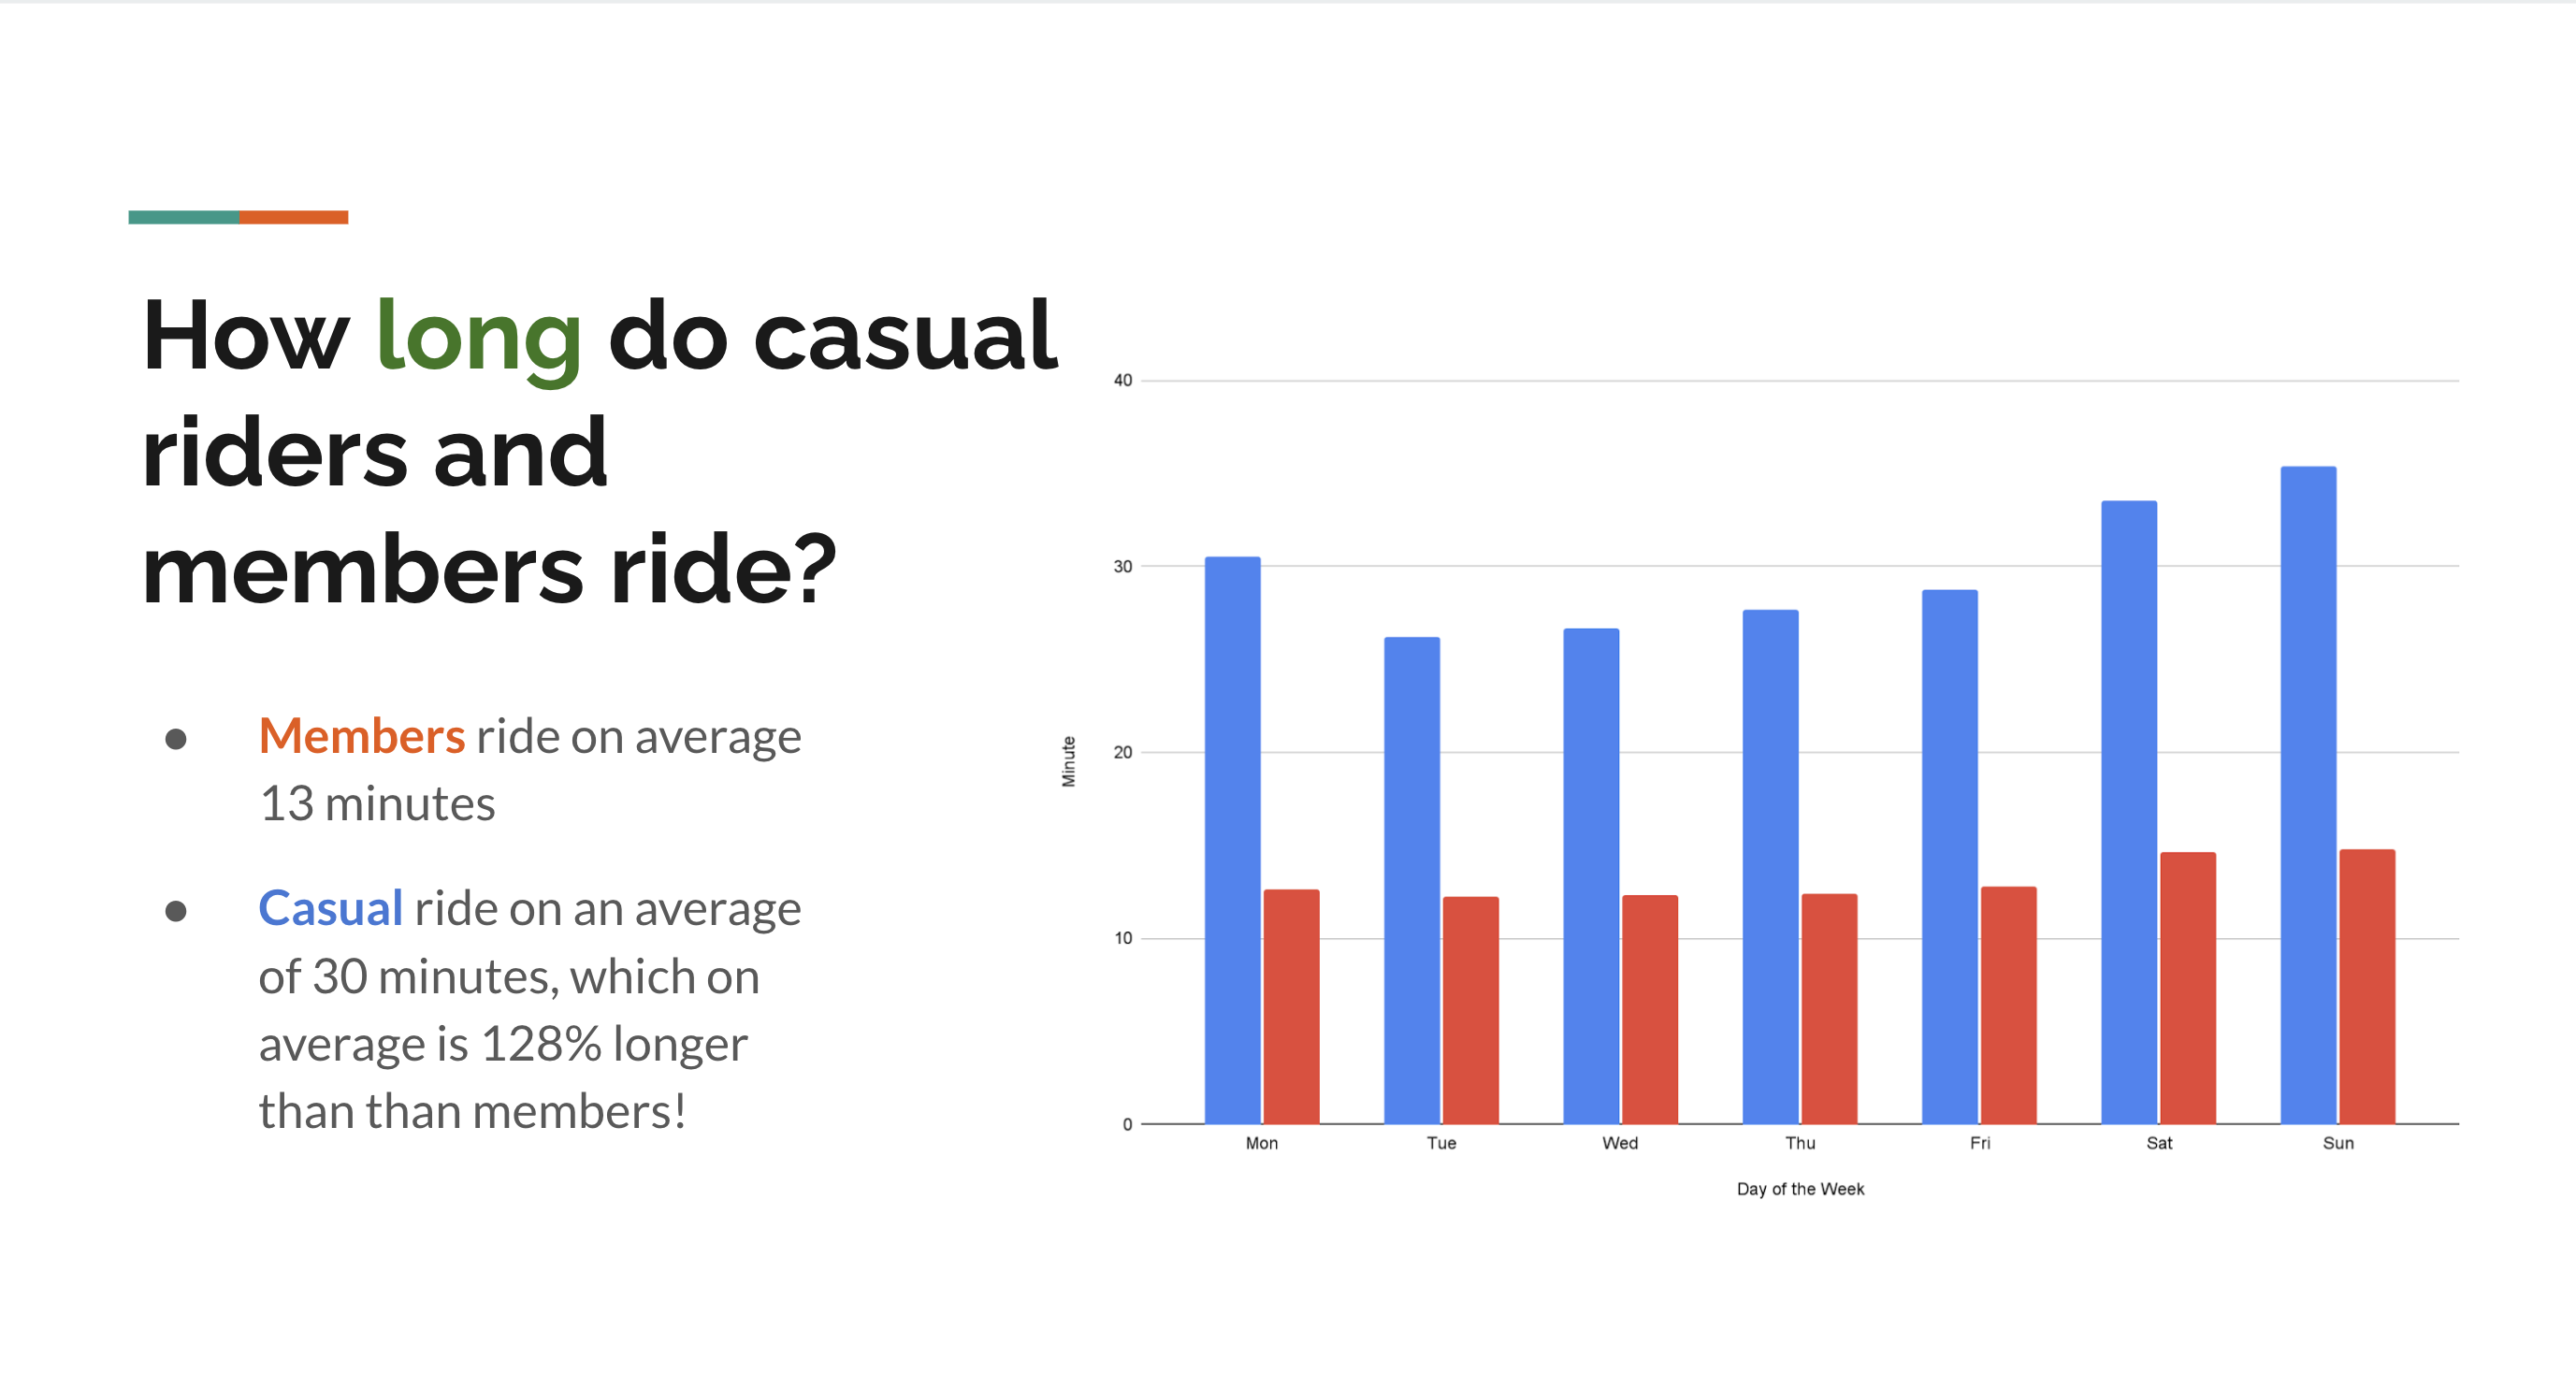 How long do casual
riders and
members ride?
● Members ride on average
13 minutes
● Casual ride on an average
of 30 minutes, which on
average is 128% longer
than than members!
40
30
20
10
0
Minute
Mon Tue Wed Thu Fri Sat Sun
Day of the Week